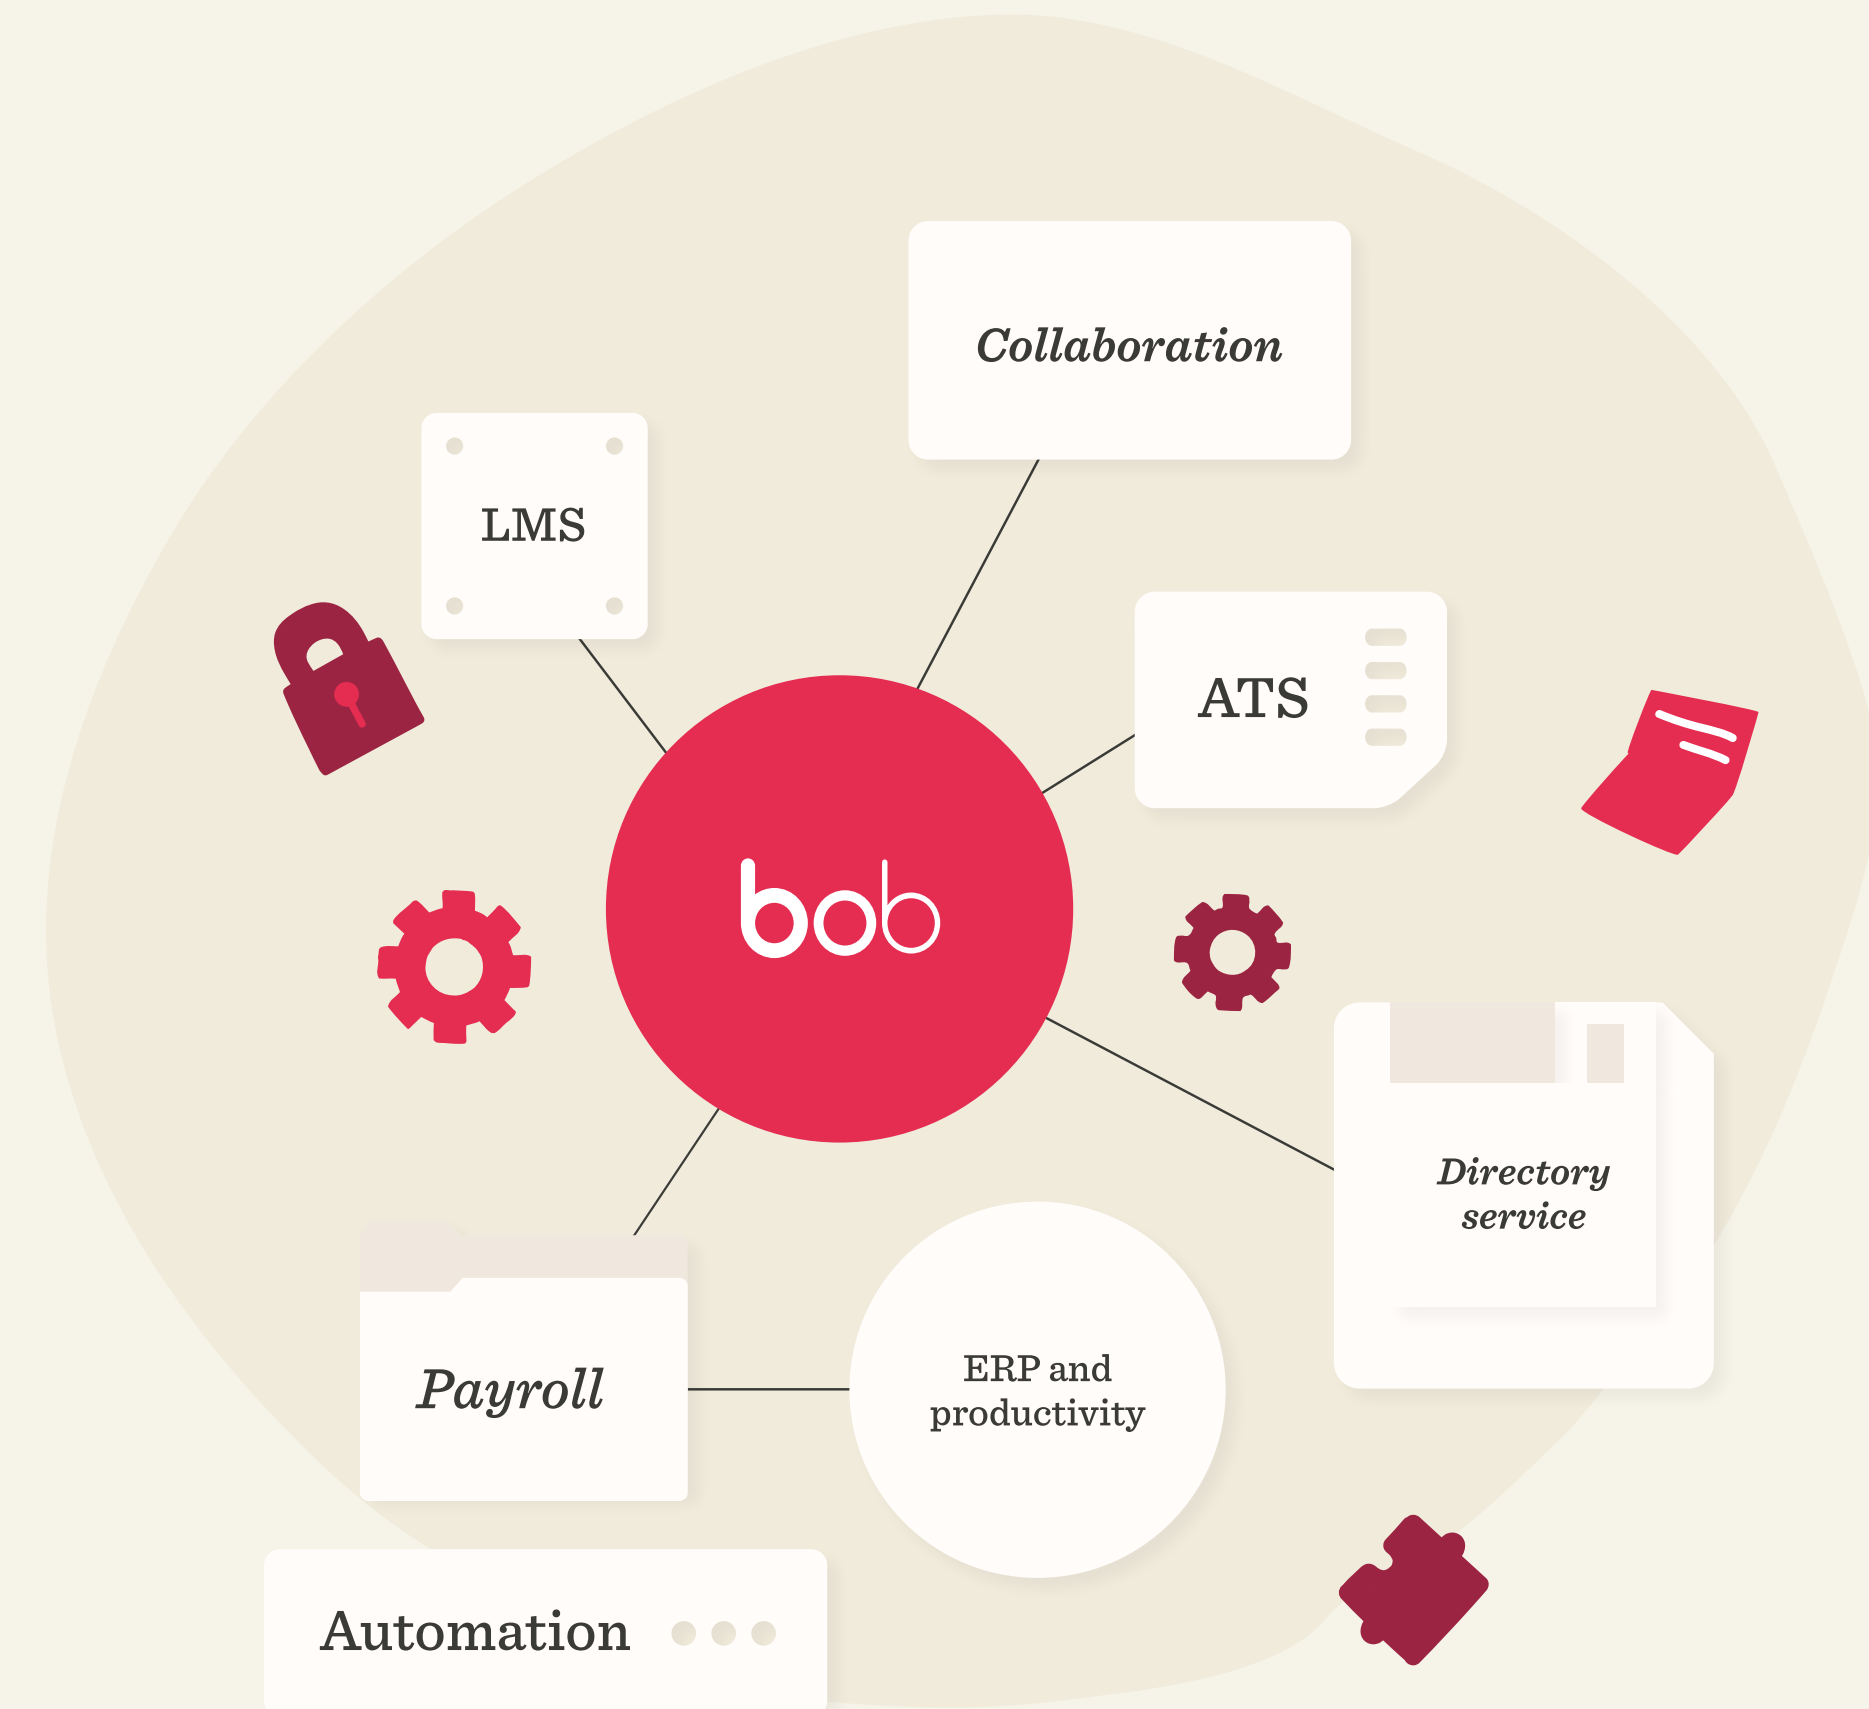 Collaboration
LMS
ATS
bob
Directory
service
ERP and
productivity
Payroll
Automation